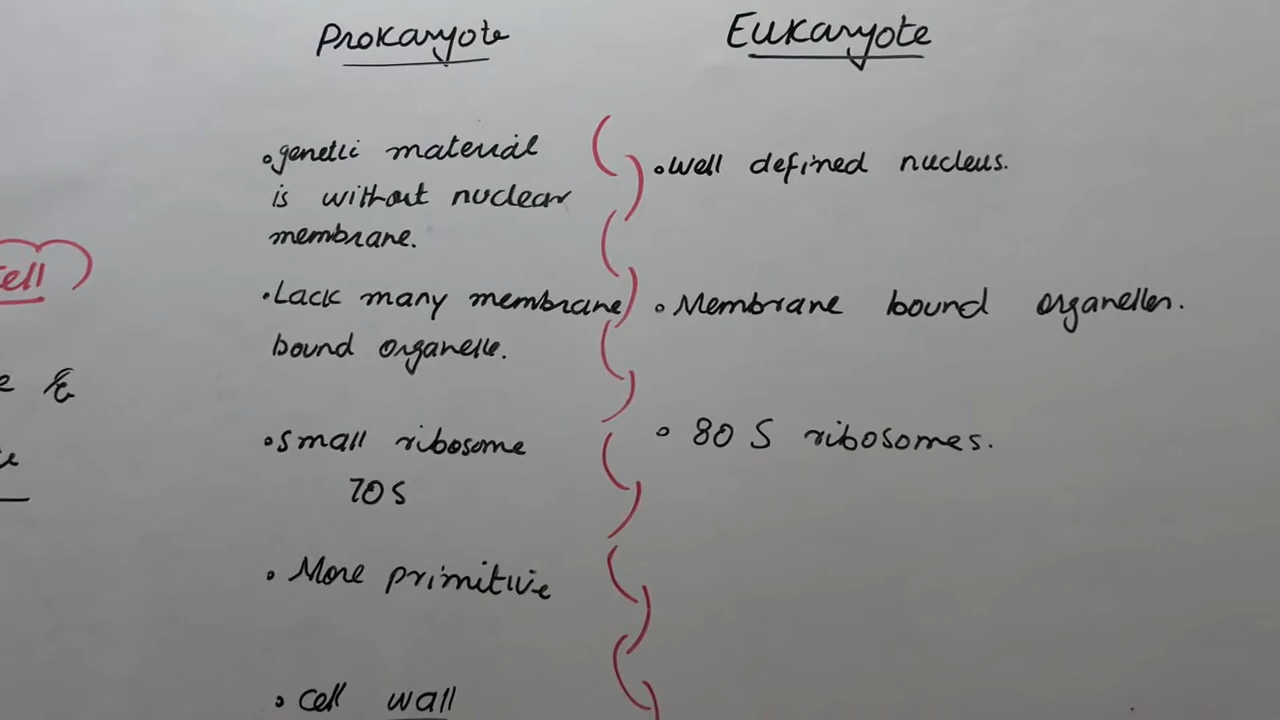 Prokaryote
Eukaryote
• genetic material
is without nuclear
membrane.
• well defined nucleus.
cell
• Lack many membrane
bound organelle.
• Membrane bound organelles.
&
• small ribosome
70 S
• 80 S ribosomes.
• More primitive
• cell wall